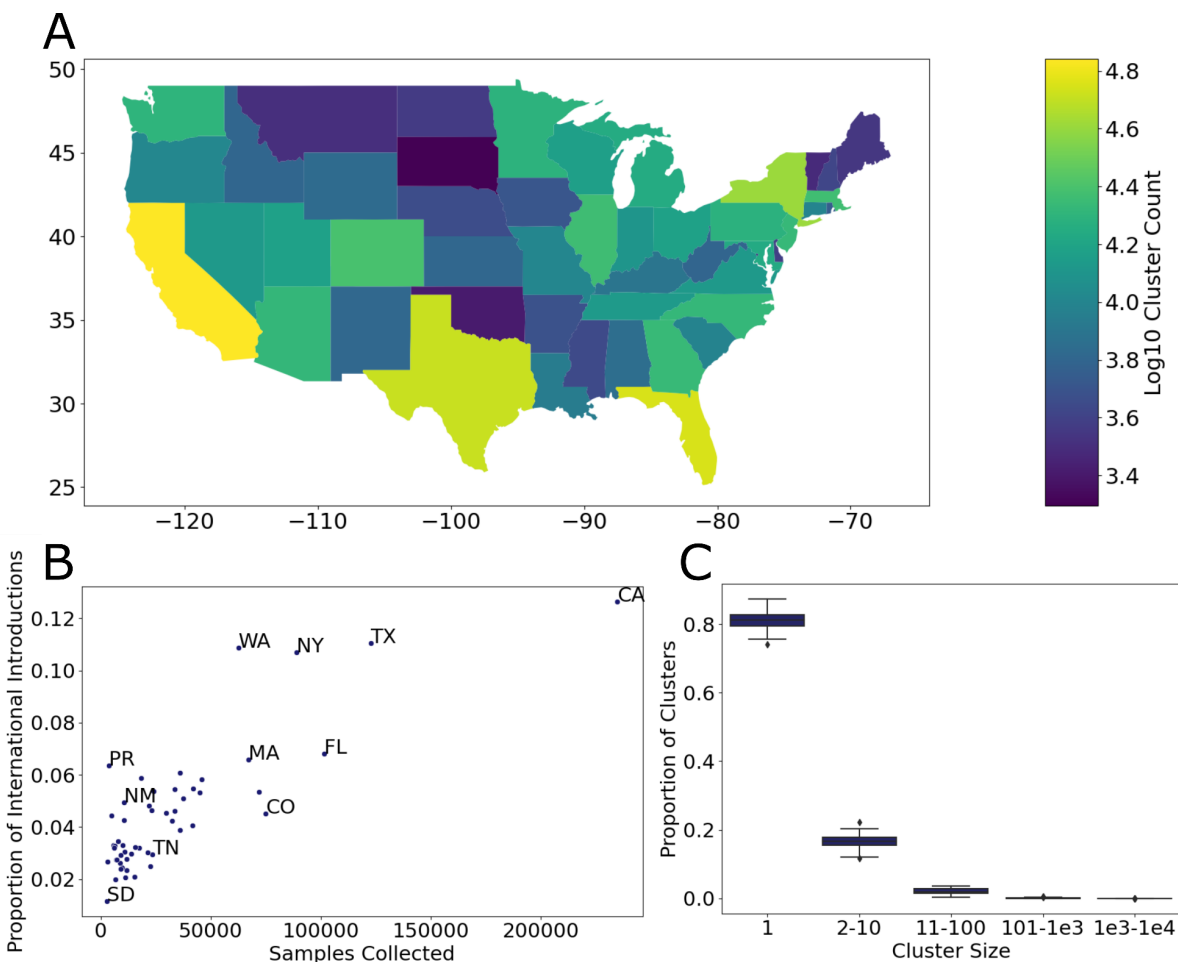 A
50
45
40
35
30
25
−120
−110
−100
−90
−80
−70
4.8
4.6
4.4
4.2
4.0
3.8
3.6
3.4
Log10 Cluster Count
B
Proportion of International Introductions
0.12
0.10
0.08
0.06
0.04
0.02
CA
WA
NY
TX
MA
FL
PR
NM
CO
TN
SD
0
50000
100000
150000
200000
Samples Collected
C
Proportion of Clusters
0.8
0.6
0.4
0.2
0.0
1
2-10
11-100
101-1e3
1e3-1e4
Cluster Size